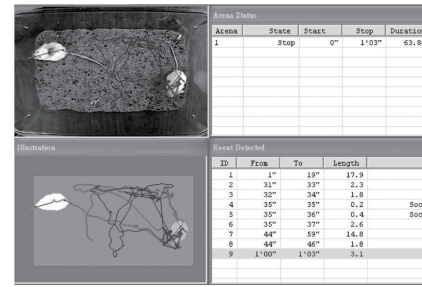 Arena Status
Arena State Start Stop Duration
1 Stop 0" 1'03" 63.8
Illustration
Event Detected
ID From To Length
1 1" 19" 17.9
2 31" 33" 2.3
3 32" 34" 1.8
4 35" 35" 0.2 Soc
5 35" 36" 0.4 Soc
6 35" 37" 2.6
7 44" 59" 14.8
8 44" 46" 1.8
9 1'00" 1'03" 3.1